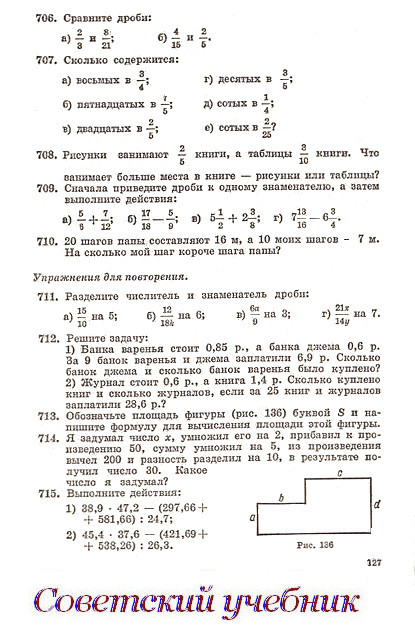 706. Сравните дроби:
а) 2/3 и 8/21; б) 4/15 и 2/5.
707. Сколько содержится:
а) восьмых в 3/4; г) десятых в 3/5;
б) пятнадцатых в 7/5; д) сотых в 1/4;
в) двадцатых в 2/5; е) сотых в 2/25?
708. Рисунки занимают 2/5 книги, а таблицы 3/10 книги. Что
занимает больше места в книге — рисунки или таблицы?
709. Сначала приведите дроби к одному знаменателю, а затем
выполните действия:
а) 5/6 + 7/12; б) 17/18 − 5/9; в) 5 1/2 + 2 3/8; г) 7 13/16 − 6 3/4.
710. 20 шагов папы составляют 16 м, а 10 моих шагов – 7 м.
На сколько мой шаг короче шага папы?
Упражнения для повторения.
711. Разделите числитель и знаменатель дроби:
а) 15/10 на 5; б) 12/18k на 6; в) 6a/9 на 3; г) 21x/14y на 7.
712. Решите задачу:
1) Банка варенья стоит 0,85 р., а банка джема 0,6 р.
За 9 банок варенья и джема заплатили 6,9 р. Сколько
банок джема и сколько банок варенья было куплено?
2) Журнал стоит 0,6 р., а книга 1,4 р. Сколько куплено
книг и сколько журналов, если за 25 книг и журналов
заплатили 28,6 р.?
713. Обозначьте площадь фигуры (рис. 136) буквой S и на-
пишите формулу для вычисления площади этой фигуры.
714. Я задумал число x, умножил его на 2, прибавил к про-
изведению 50, сумму умножил на 5, из произведения
вычел 200 и разность разделил на 10, в результате по-
лучил число 30. Какое
число я задумал?
715. Выполните действия:
1) 38,9 · 47,2 — (297,66 +
+ 581,66) : 24,7;
2) 45,4 · 37,6 — (421,69 +
+ 538,26) : 26,3.
c
b
a
d
Рис. 136
127
Советский учебник